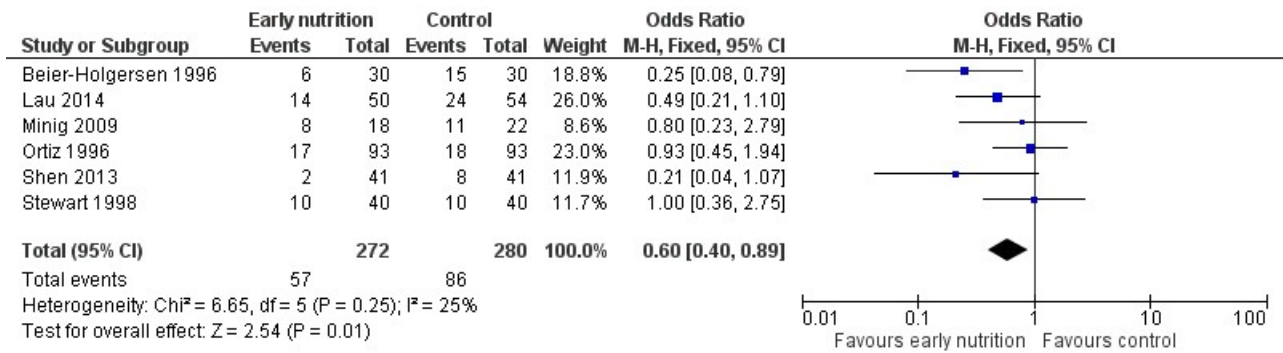 Early nutrition Control Odds Ratio Odds Ratio
Study or Subgroup Events Total Events Total Weight M-H, Fixed, 95% CI M-H, Fixed, 95% CI
Beier-Holgersen 1996 6 30 15 30 18.8% 0.25 [0.08, 0.79]
Lau 2014 14 50 24 54 26.0% 0.49 [0.21, 1.10]
Minig 2009 8 18 11 22 8.6% 0.80 [0.23, 2.79]
Ortiz 1996 17 93 18 93 23.0% 0.93 [0.45, 1.94]
Shen 2013 2 41 8 41 11.9% 0.21 [0.04, 1.07]
Stewart 1998 10 40 10 40 11.7% 1.00 [0.36, 2.75]
Total (95% CI) 272 280 100.0% 0.60 [0.40, 0.89]
Total events 57 86
Heterogeneity: Chi² = 6.65, df = 5 (P = 0.25); I² = 25%
Test for overall effect: Z = 2.54 (P = 0.01)
0.01 0.1 1 10 100
Favours early nutrition Favours control